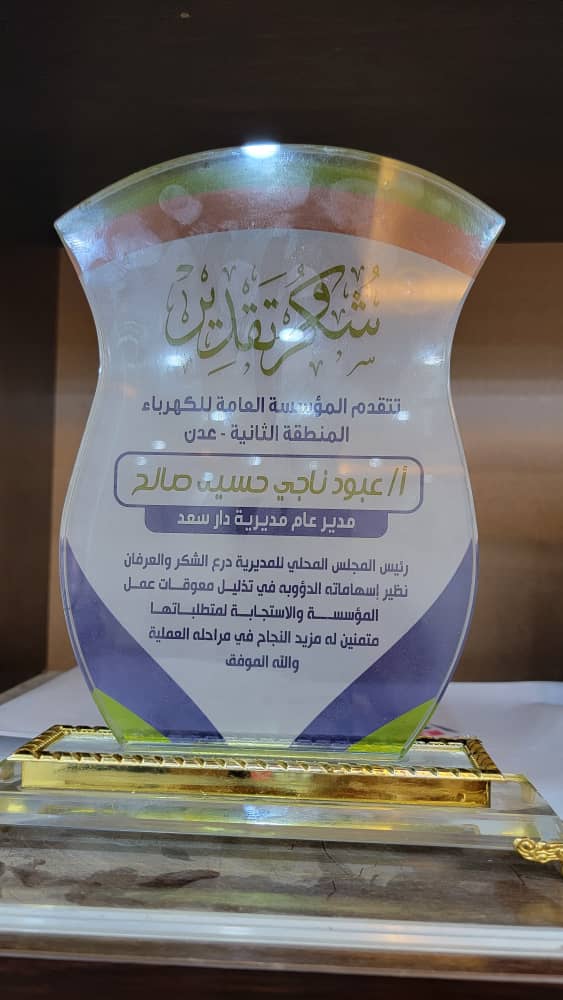 شكر وتقدير
تتقدم المؤسسة العامة للكهرباء
المنطقة الثانية - عدن
أ/ عبود ناجي حسين صالح
مدير عام مديرية دار سعد
رئيس المجلس المحلي للمديرية درع الشكر والعرفان
نظير إسهاماته الدؤوبه في تذليل معوقات عمل
المؤسسة والاستجابة لمتطلباتها
متمنين له مزيد النجاح في مراحله العملية
والله الموفق